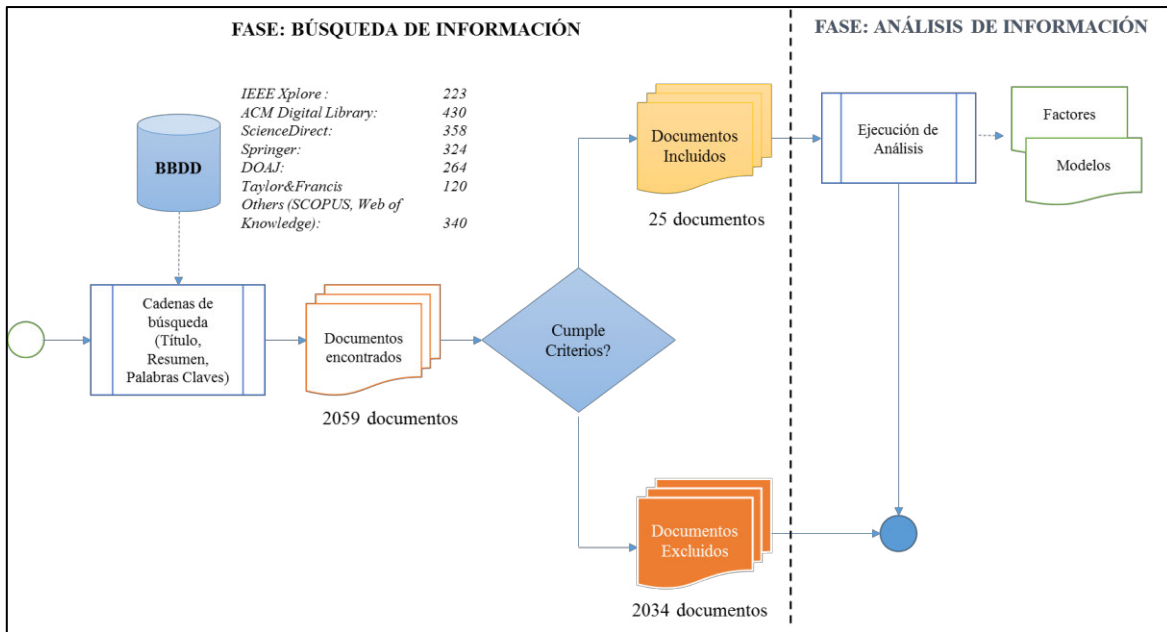 FASE: BÚSQUEDA DE INFORMACIÓN
FASE: ANÁLISIS DE INFORMACIÓN
BBDD
IEEE Xplore : 223
ACM Digital Library: 430
ScienceDirect: 358
Springer: 324
DOAJ: 264
Taylor&Francis 120
Others (SCOPUS, Web of
Knowledge): 340
Documentos
Incluidos
25 documentos
Ejecución de
Análisis
Factores
Modelos
Cadenas de
búsqueda
(Título,
Resumen,
Palabras Claves)
Documentos
encontrados
2059 documentos
Cumple
Criterios?
Documentos
Excluidos
2034 documentos